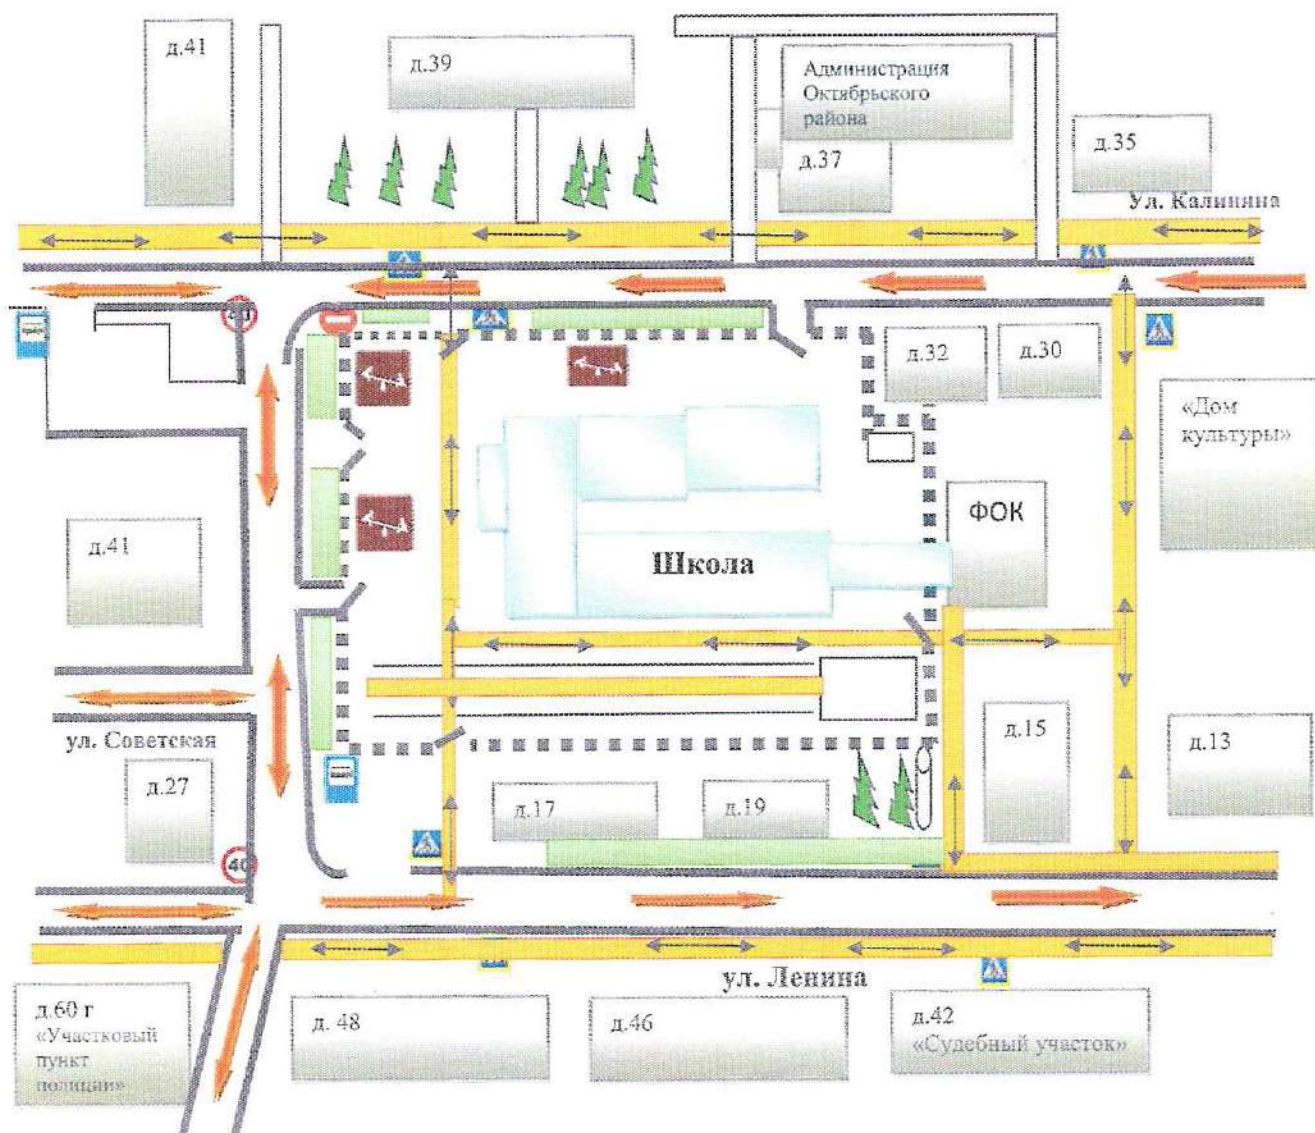 д.41
д.39
Администрация
Октябрьского
района
д.37
д.35
Ул. Калинина
д.32
д.30
«Дом
культуры»
д.41
ФОК
Школа
ул. Советская
д.27
д.15
д.13
д.17
д.19
40
ул. Ленина
д.60 г
«Участковый
пункт
полиции»
д. 48
д.46
д.42
«Судебный участок»